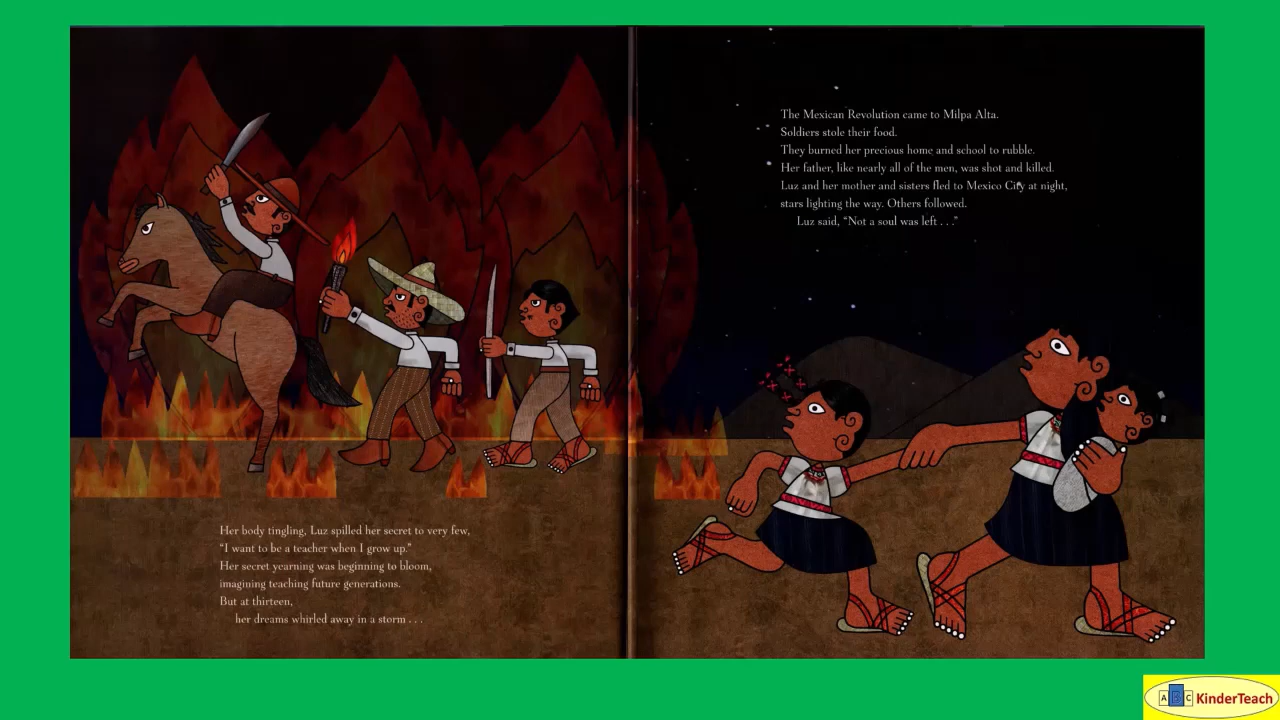 Her body tingling, Luz spilled her secret to very few,
“I want to be a teacher when I grow up.”
Her secret yearning was beginning to bloom,
imagining teaching future generations.
But at thirteen,
her dreams whirled away in a storm . . .
The Mexican Revolution came to Milpa Alta.
Soldiers stole their food.
They burned her precious home and school to rubble.
Her father, like nearly all of the men, was shot and killed.
Luz and her mother and sisters fled to Mexico City at night,
stars lighting the way. Others followed.
Luz said, “Not a soul was left . . .”
ABC KinderTeach